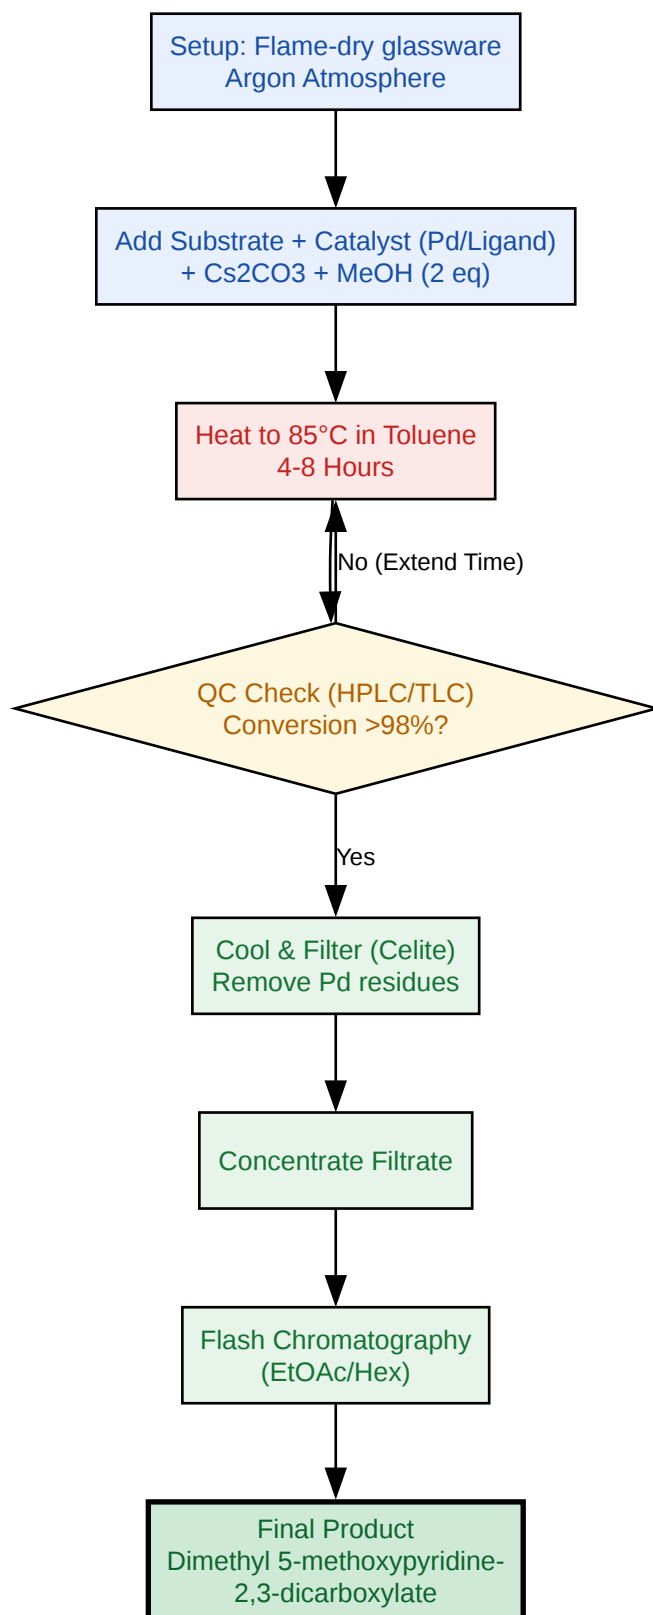 Setup: Flame-dry glassware
Argon Atmosphere
Add Substrate + Catalyst (Pd/Ligand)
+ Cs2CO3 + MeOH (2 eq)
Heat to 85°C in Toluene
4-8 Hours
No (Extend Time)
QC Check (HPLC/TLC)
Conversion >98%?
Yes
Cool & Filter (Celite)
Remove Pd residues
Concentrate Filtrate
Flash Chromatography
(EtOAc/Hex)
Final Product
Dimethyl 5-methoxypyridine-
2,3-dicarboxylate